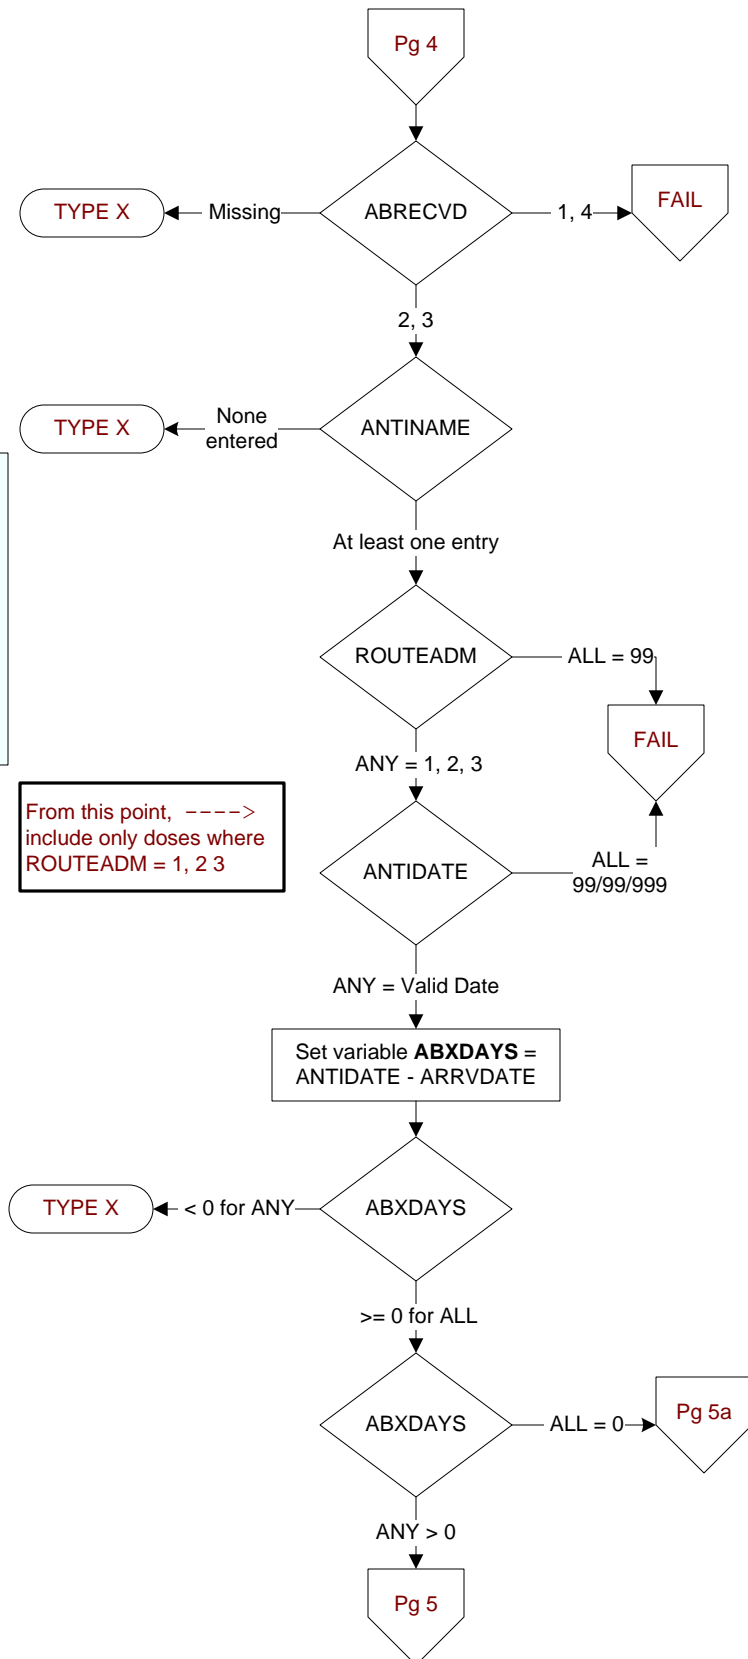 Pg 4
TYPE X
Missing
ABRECVD
1, 4
FAIL
2, 3
TYPE X
None
entered
ANTINAME
At least one entry
ROUTEADM
ALL = 99
FAIL
ANY = 1, 2, 3
From this point, ---->
include only doses where
ROUTEADM = 1, 2 3
ANTIDATE
ALL =
99/99/999
ANY = Valid Date
Set variable ABXDAYS =
ANTIDATE - ARRVDATE
TYPE X
< 0 for ANY
ABXDAYS
>= 0 for ALL
ABXDAYS
ALL = 0
Pg 5a
ANY > 0
Pg 5